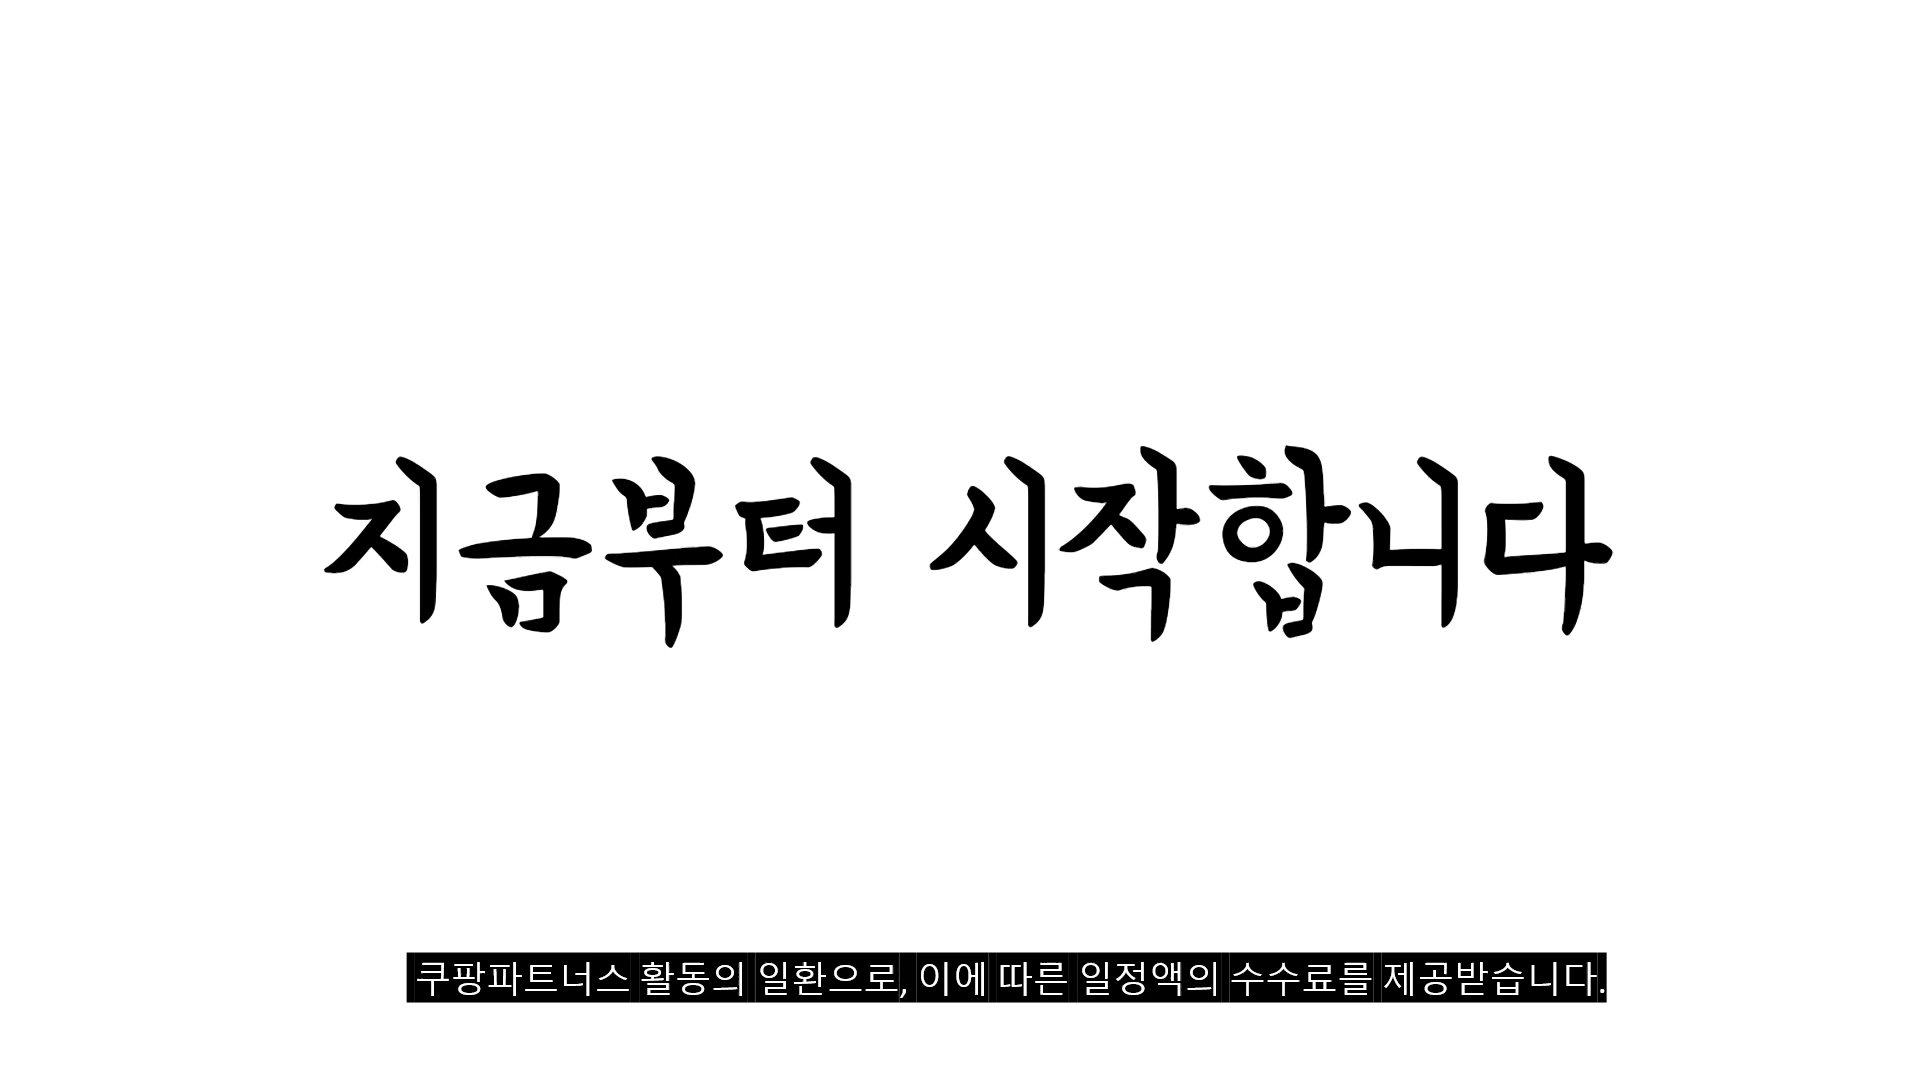 지금부터 시작합니다
쿠팡파트너스 활동의 일환으로, 이에 따른 일정액의 수수료를 제공받습니다.